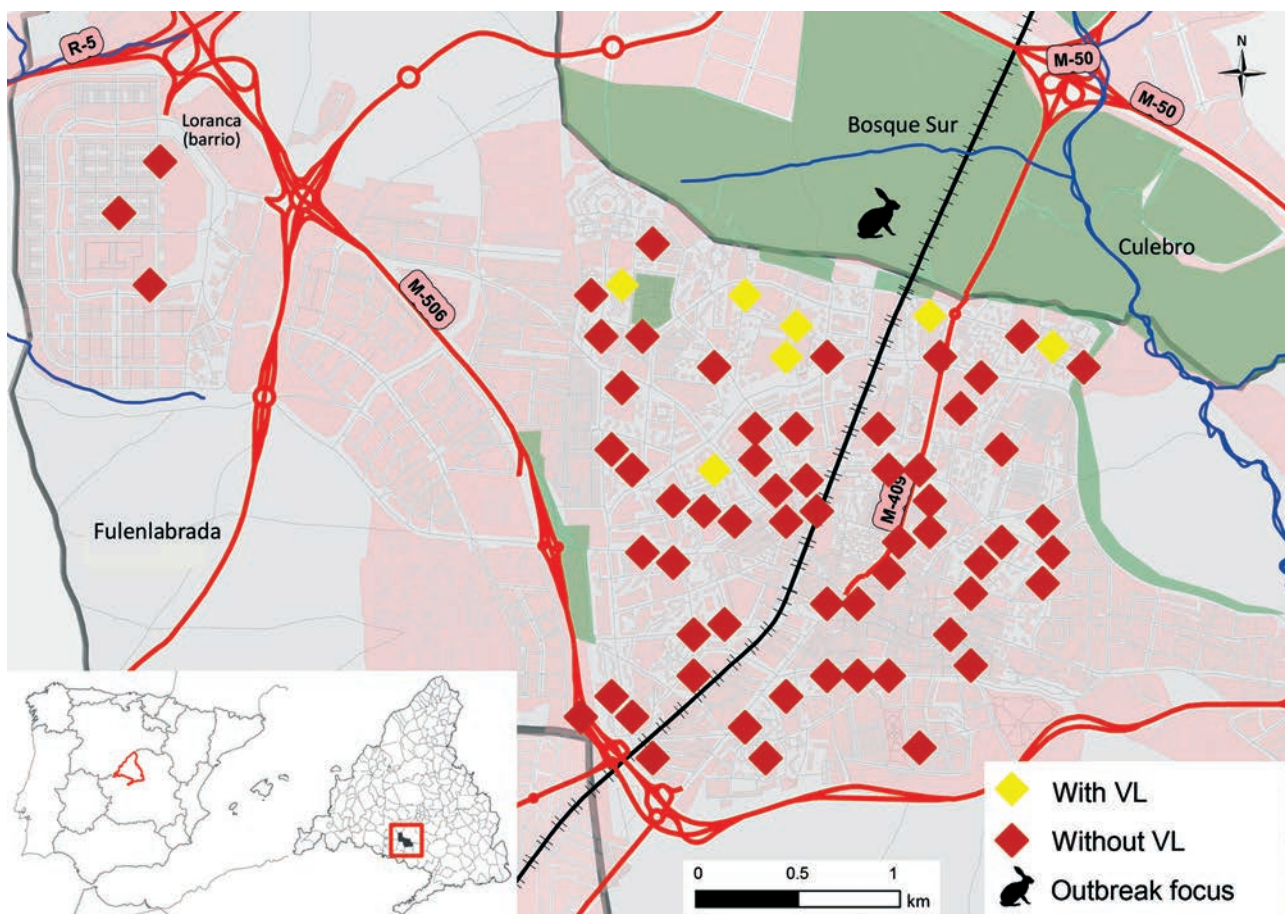 R-5
M-50
M-50
N
Loranca
(barrio)
Bosque Sur
Culebro
M-506
M-409
Fulenlabrada
With VL
Without VL
Outbreak focus
0 0.5 1
km